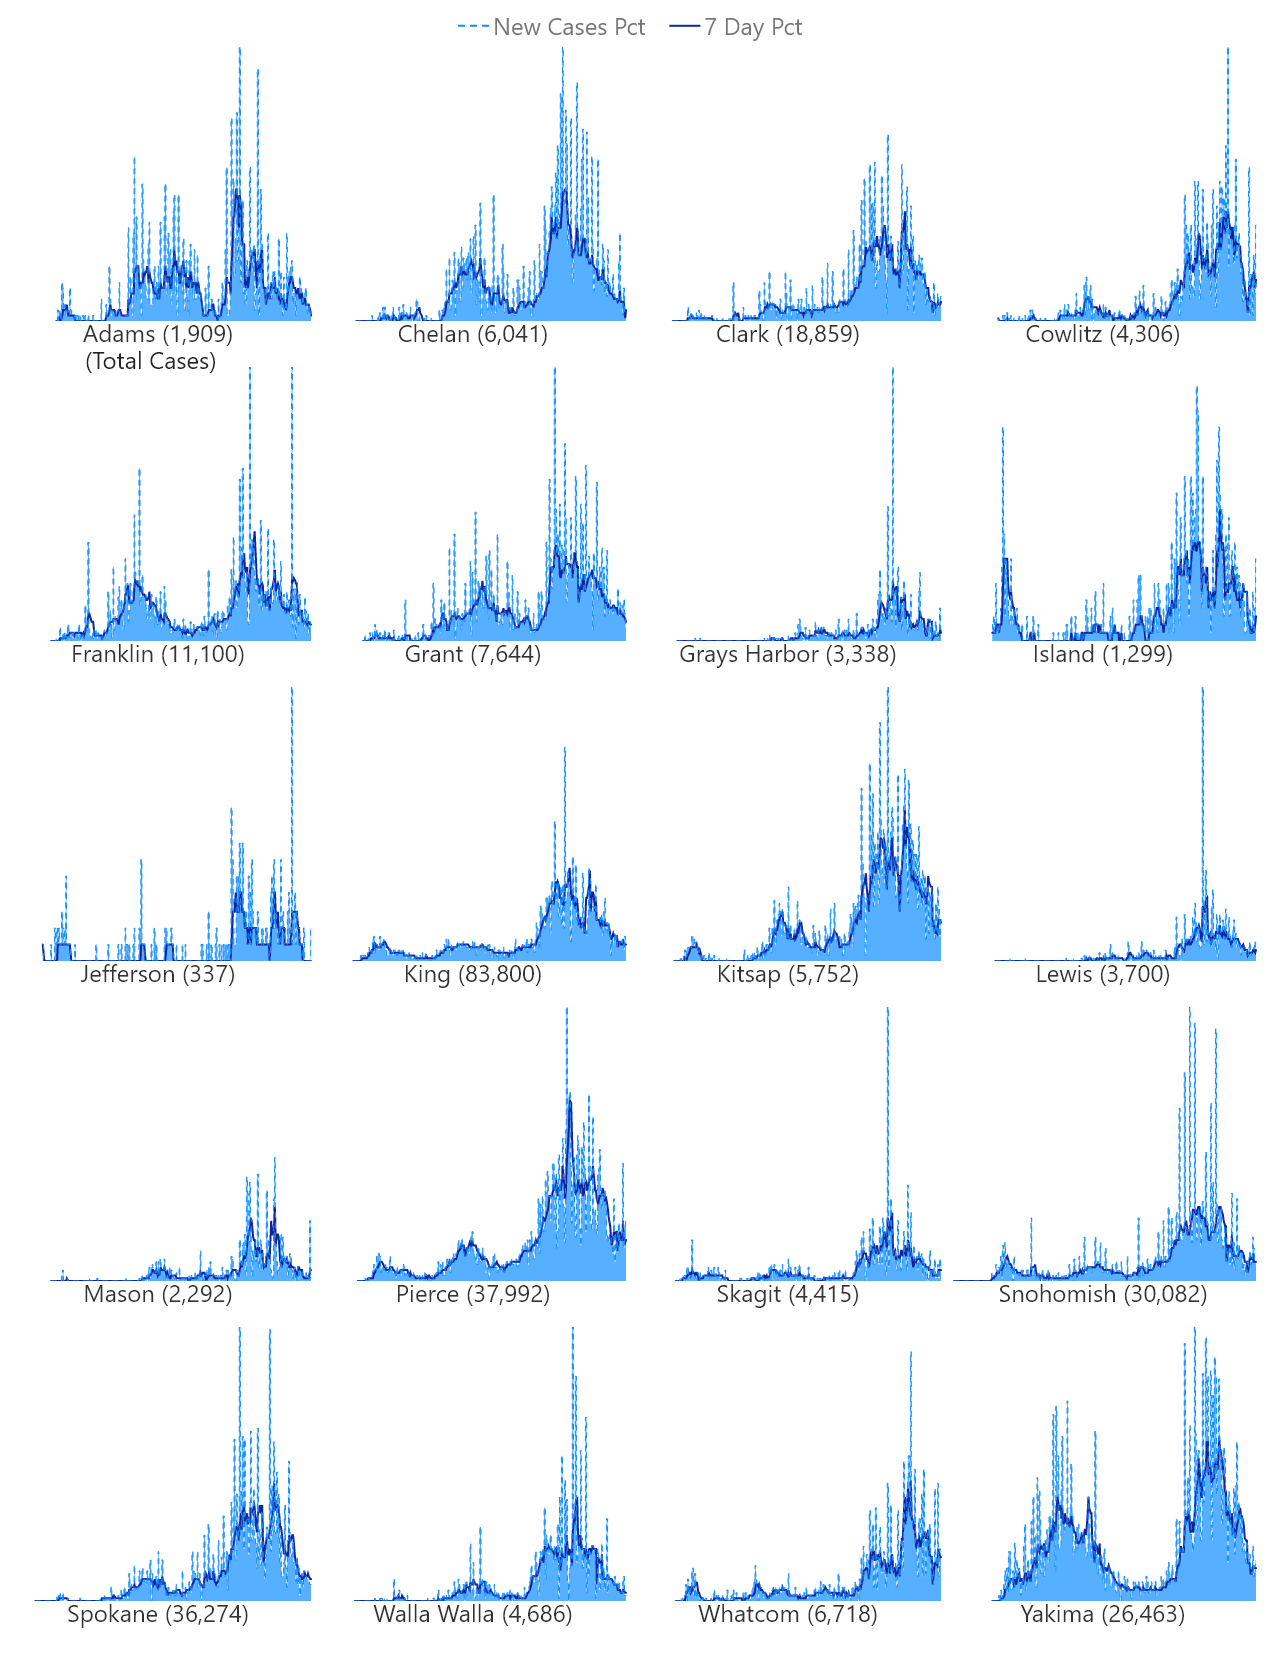 New Cases Pct 7 Day Pct
Adams (1,909) Chelan (6,041) Clark (18,859) Cowlitz (4,306)
(Total Cases)
Franklin (11,100) Grant (7,644) Grays Harbor (3,338) Island (1,299)
Jefferson (337) King (83,800) Kitsap (5,752) Lewis (3,700)
Mason (2,292) Pierce (37,992) Skagit (4,415) Snohomish (30,082)
Spokane (36,274) Walla Walla (4,686) Whatcom (6,718) Yakima (26,463)